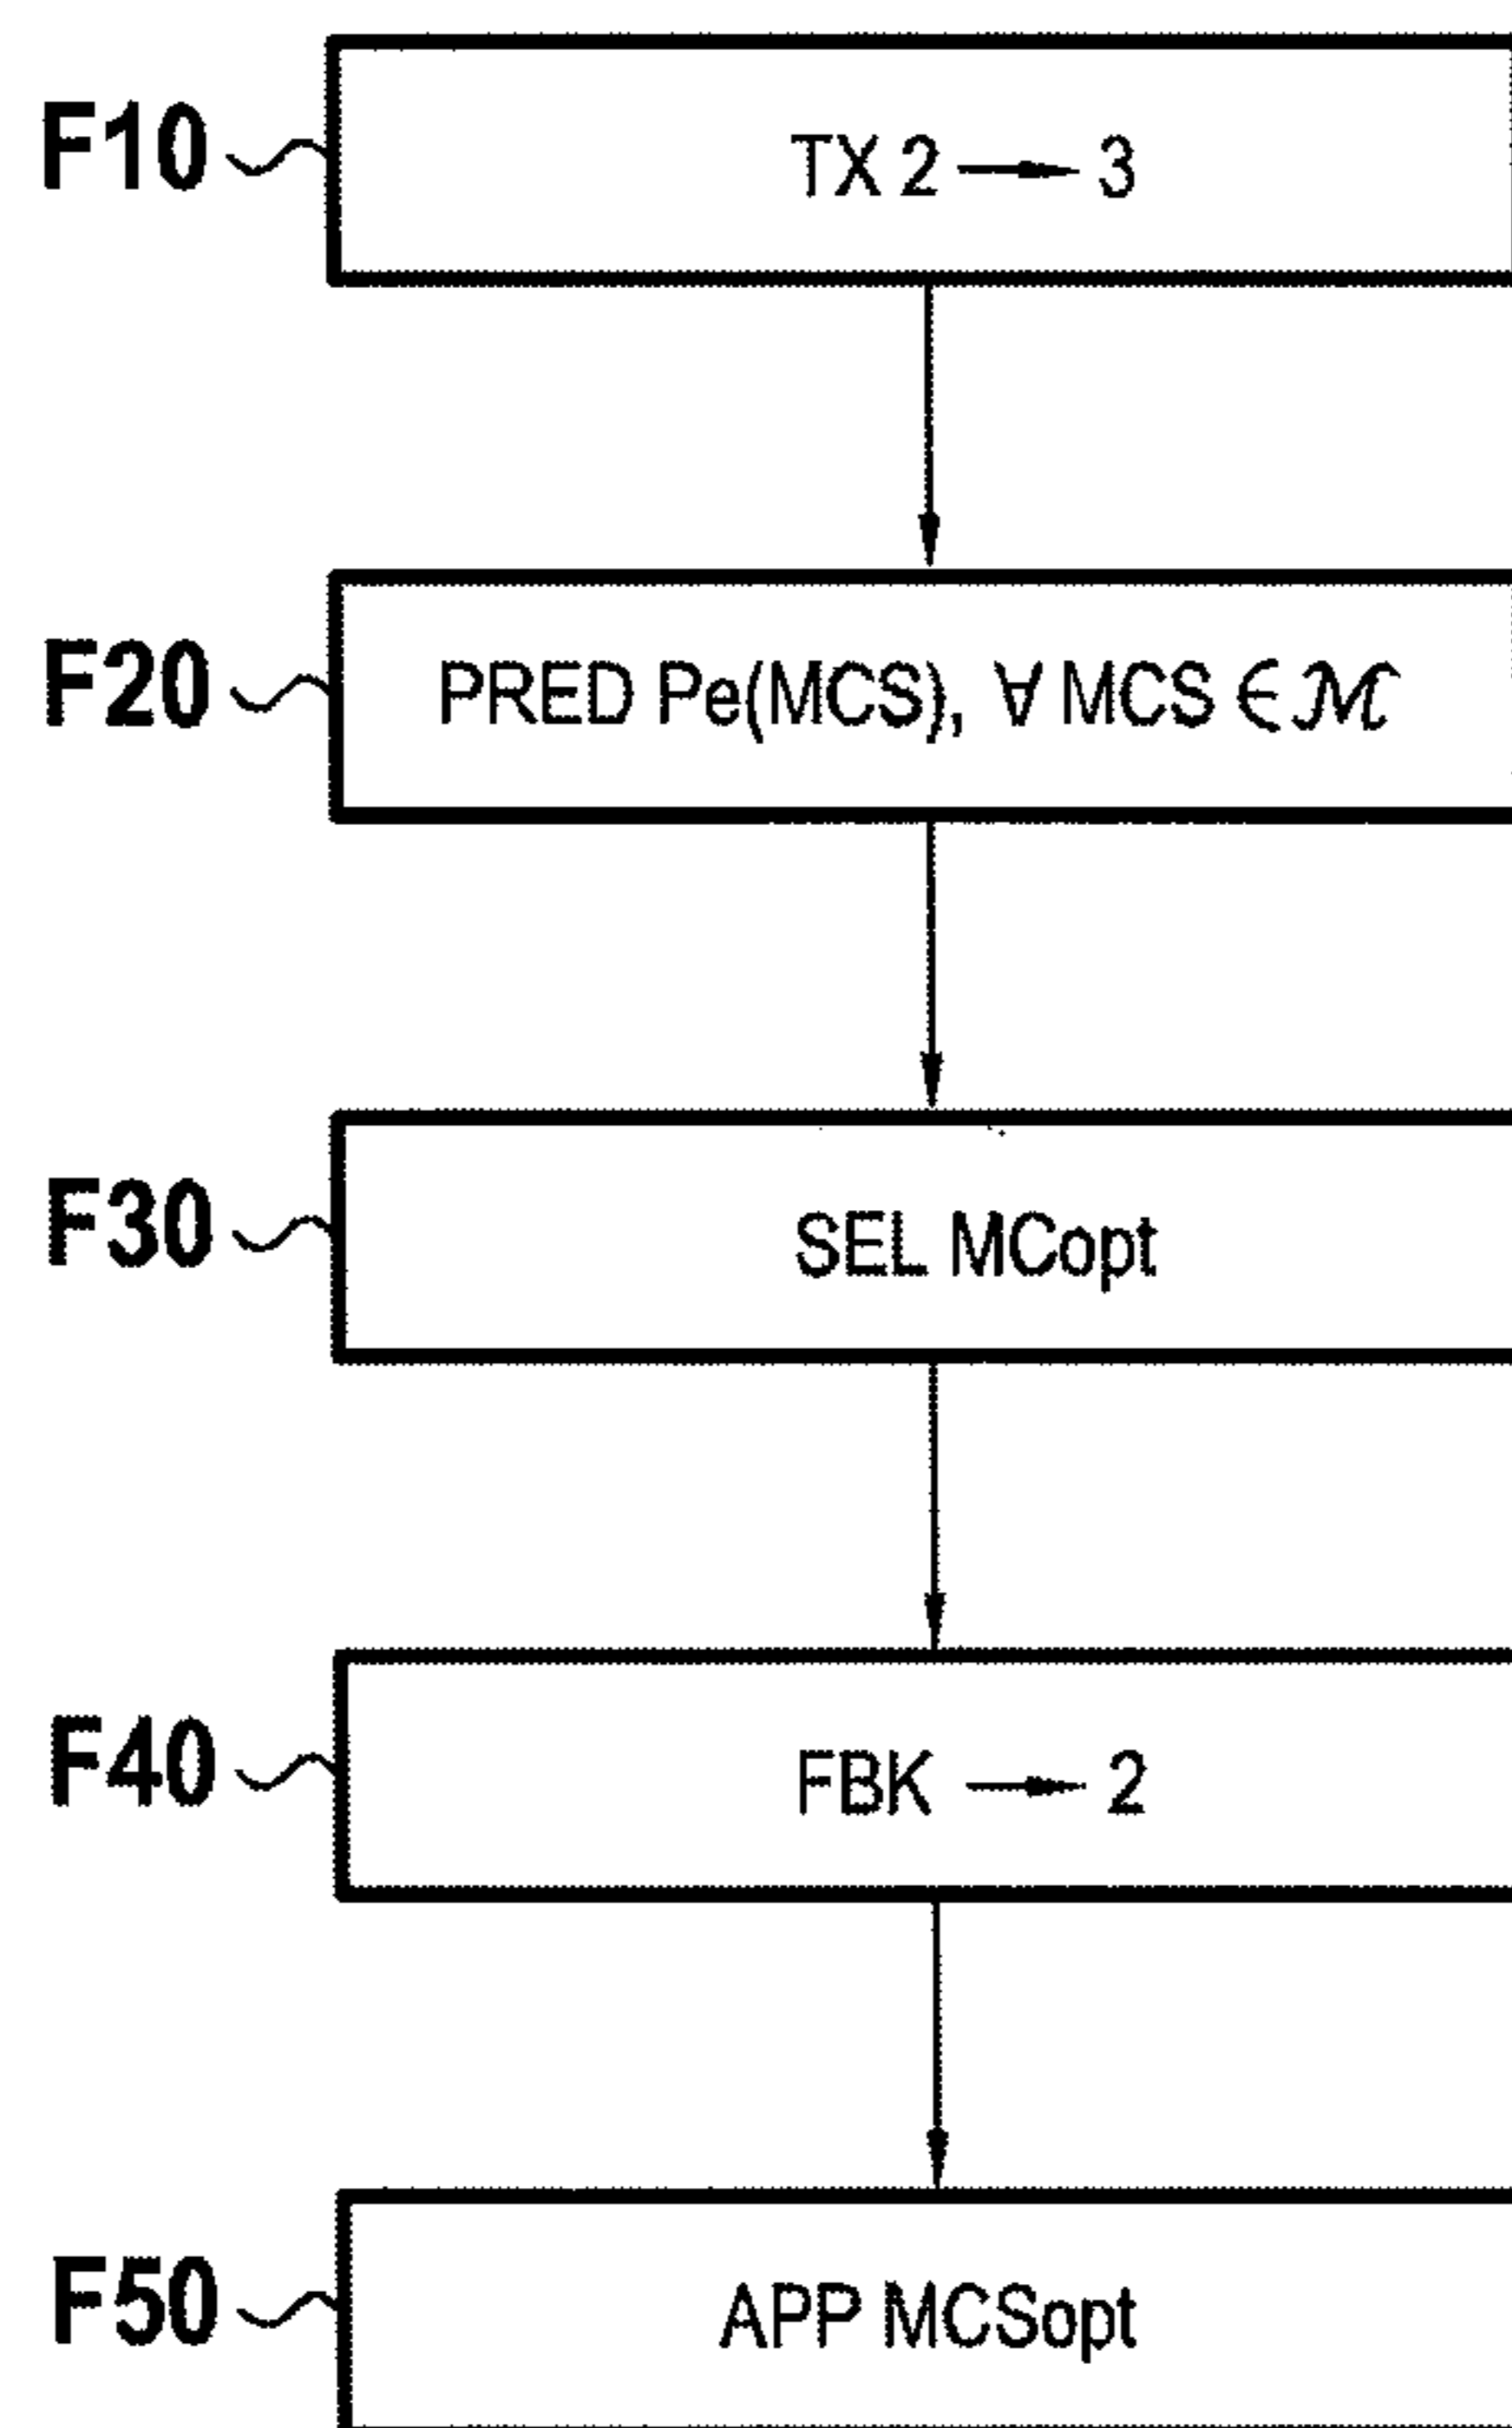 F10 TX 2 → 3
F20 PRED Pe(MCS), ∀ MCS ∈ ℳ
F30 SEL MCopt
F40 FBK → 2
F50 APP MCSopt